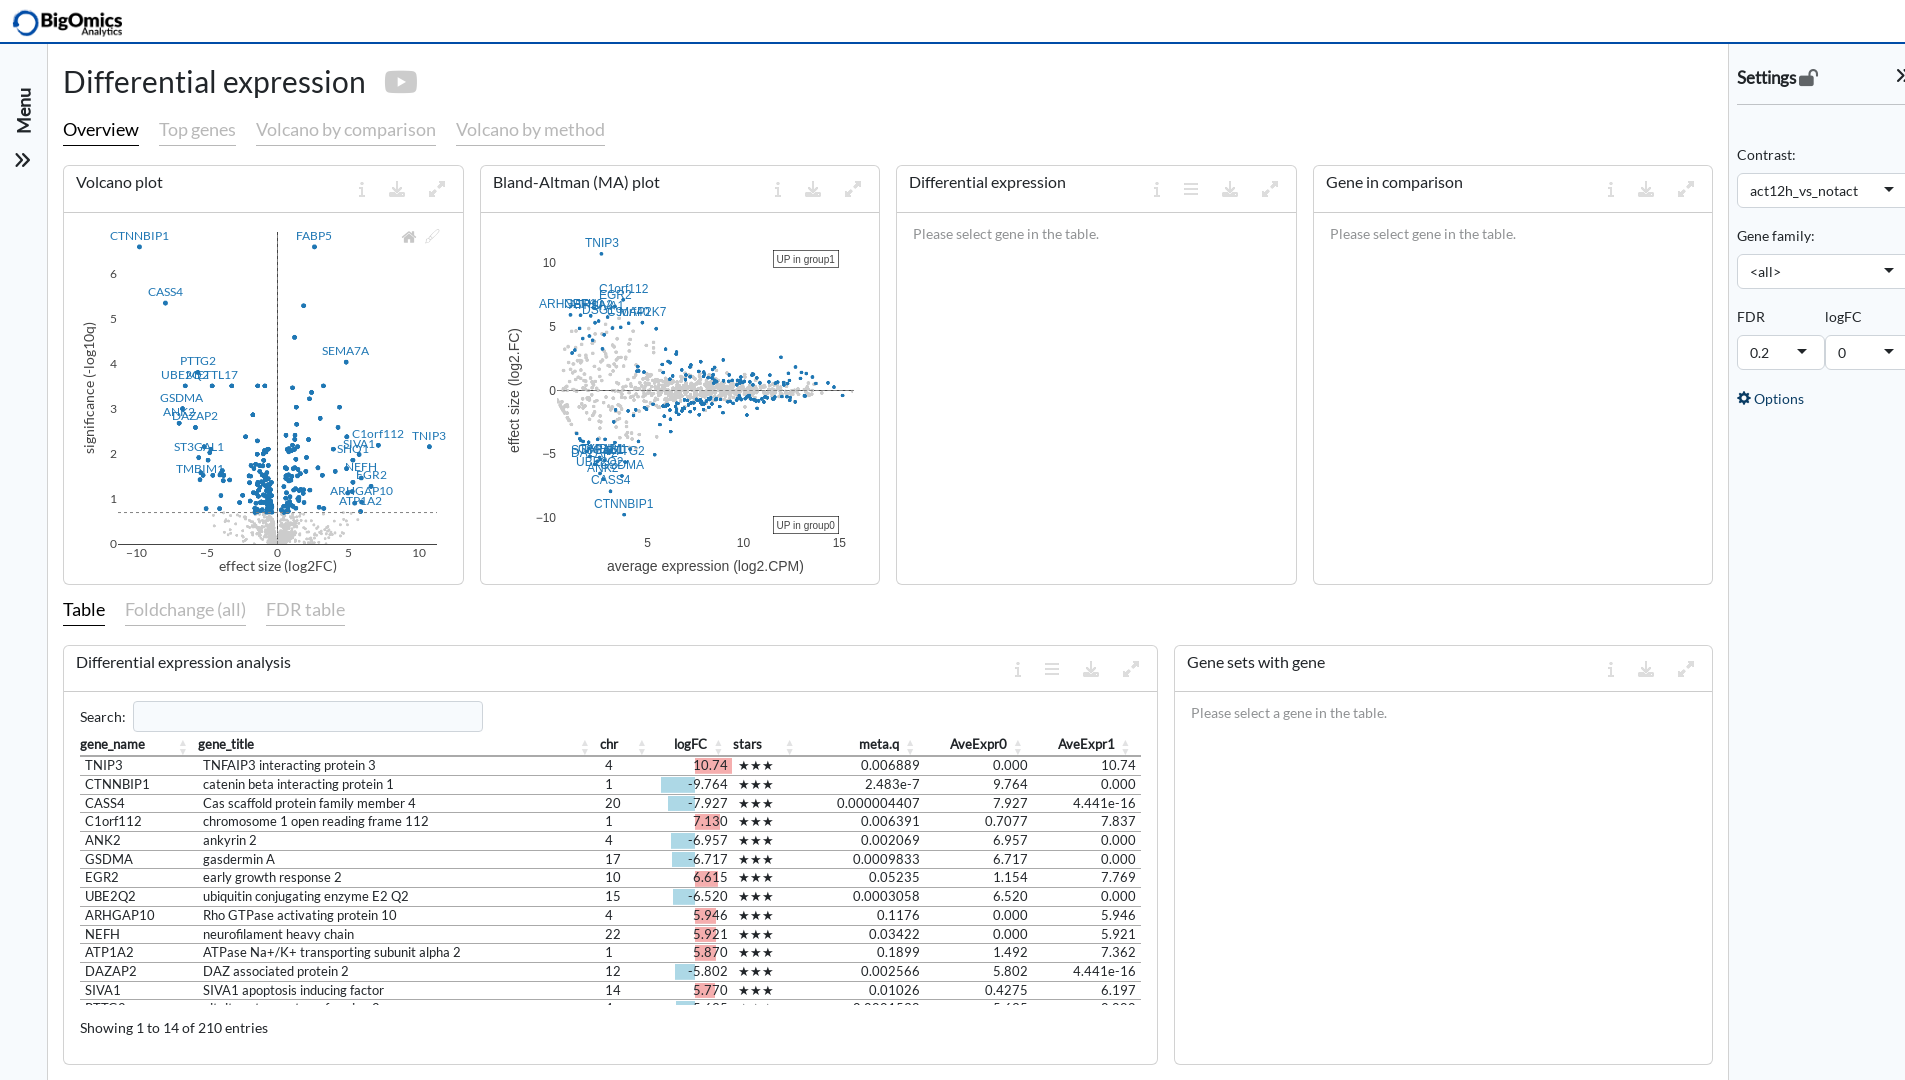 BigOmics
Analytics
Menu
Differential expression
Overview Top genes Volcano by comparison Volcano by method
Volcano plot
CTNNBIP1 FABP5
CASS4
SEMA7A
PTTG2
UBE2Q2 METTL17
GSDMA
ANK2
DAZAP2
C1orf112 TNIP3
SIVA1
ST3GAL1
SHQ1
NEFH
TMBIM1
EGR2
ARHGAP10
ATP1A2
significance (-log10q)
0 1 2 3 4 5 6
−10 −5 0 5 10
effect size (log2FC)
Bland-Altman (MA) plot
TNIP3
UP in group1
C1orf112
EGR2
MAP2K7
effect size (log2.FC)
10
5
0
−5
−10
ANK2
GSDMA
CASS4
CTNNBIP1
UP in group0
5 10 15
average expression (log2.CPM)
Differential expression
Please select gene in the table.
Gene in comparison
Please select gene in the table.
Settings
Contrast:
act12h_vs_notact
Gene family:
<all>
FDR logFC
0.2 0
Options
Table Foldchange (all) FDR table
Differential expression analysis
Search:
gene_name gene_title chr logFC stars meta.q AveExpr0 AveExpr1
TNIP3 TNFAIP3 interacting protein 3 4 10.74 ★★★ 0.006889 0.000 10.74
CTNNBIP1 catenin beta interacting protein 1 1 -9.764 ★★★ 2.483e-7 9.764 0.000
CASS4 Cas scaffold protein family member 4 20 -7.927 ★★★ 0.000004407 7.927 4.441e-16
C1orf112 chromosome 1 open reading frame 112 1 7.130 ★★★ 0.006391 0.7077 7.837
ANK2 ankyrin 2 4 -6.957 ★★★ 0.002069 6.957 0.000
GSDMA gasdermin A 17 -6.717 ★★★ 0.0009833 6.717 0.000
EGR2 early growth response 2 10 6.615 ★★★ 0.05235 1.154 7.769
UBE2Q2 ubiquitin conjugating enzyme E2 Q2 15 -6.520 ★★★ 0.0003058 6.520 0.000
ARHGAP10 Rho GTPase activating protein 10 4 5.946 ★★★ 0.1176 0.000 5.946
NEFH neurofilament heavy chain 22 5.921 ★★★ 0.03422 0.000 5.921
ATP1A2 ATPase Na+/K+ transporting subunit alpha 2 1 5.870 ★★★ 0.1899 1.492 7.362
DAZAP2 DAZ associated protein 2 12 -5.802 ★★★ 0.002566 5.802 4.441e-16
SIVA1 SIVA1 apoptosis inducing factor 14 5.770 ★★★ 0.01026 0.4275 6.197
Showing 1 to 14 of 210 entries
Gene sets with gene
Please select a gene in the table.